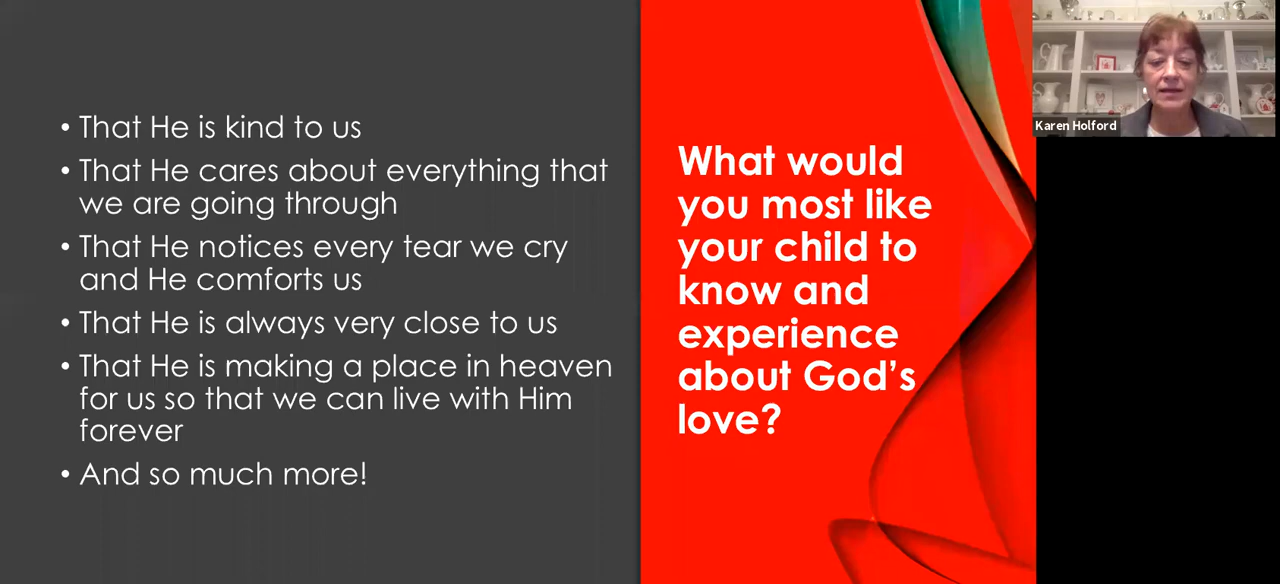 • That He is kind to us
• That He cares about everything that
we are going through
• That He notices every tear we cry
and He comforts us
• That He is always very close to us
• That He is making a place in heaven
for us so that we can live with Him
forever
• And so much more!
What would
you most like
your child to
know and
experience
about God's
love?
Karen Holford